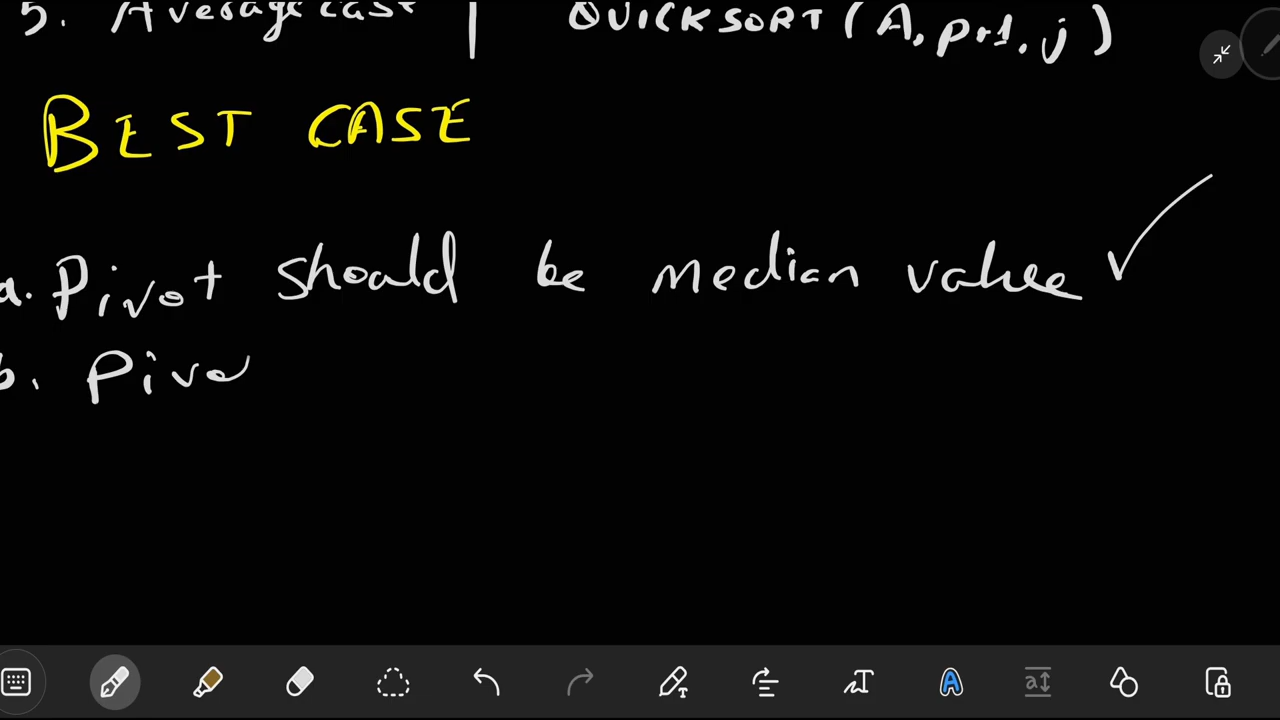 5. Average case | QUICKSORT(A, p+1, j)
BEST CASE
a. Pivot should be median value ✓
b. Pivo